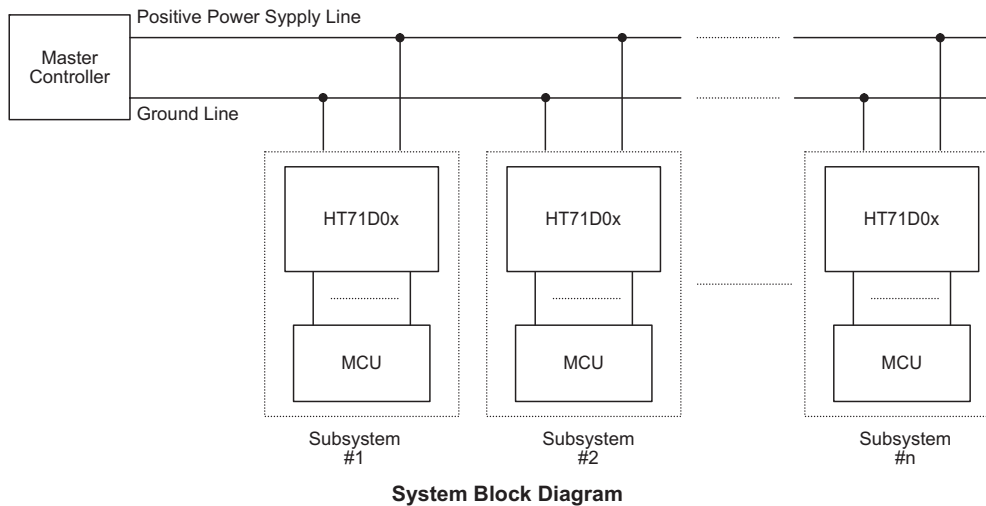 Positive Power Sypply Line
Master
Controller
Ground Line
HT71D0x
HT71D0x
HT71D0x
MCU
MCU
MCU
Subsystem
#1
Subsystem
#2
Subsystem
#n
System Block Diagram